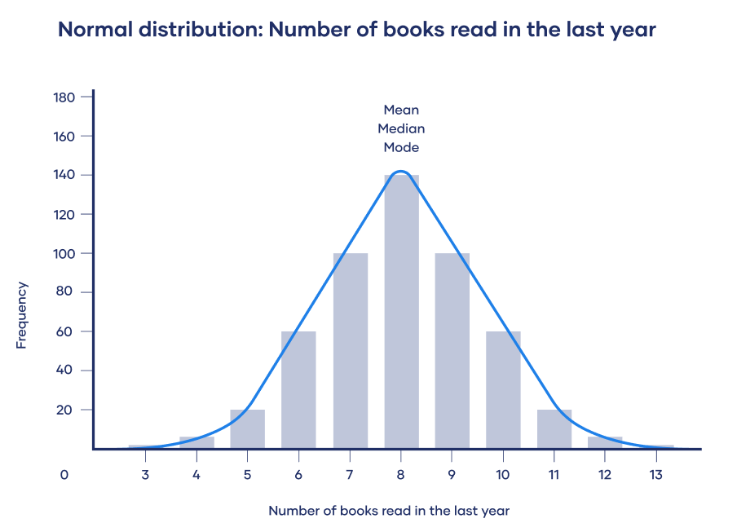 Normal distribution: Number of books read in the last year
Mean
Median
Mode
180
160
140
120
100
80
60
40
20
Frequency
0 3 4 5 6 7 8 9 10 11 12 13
Number of books read in the last year